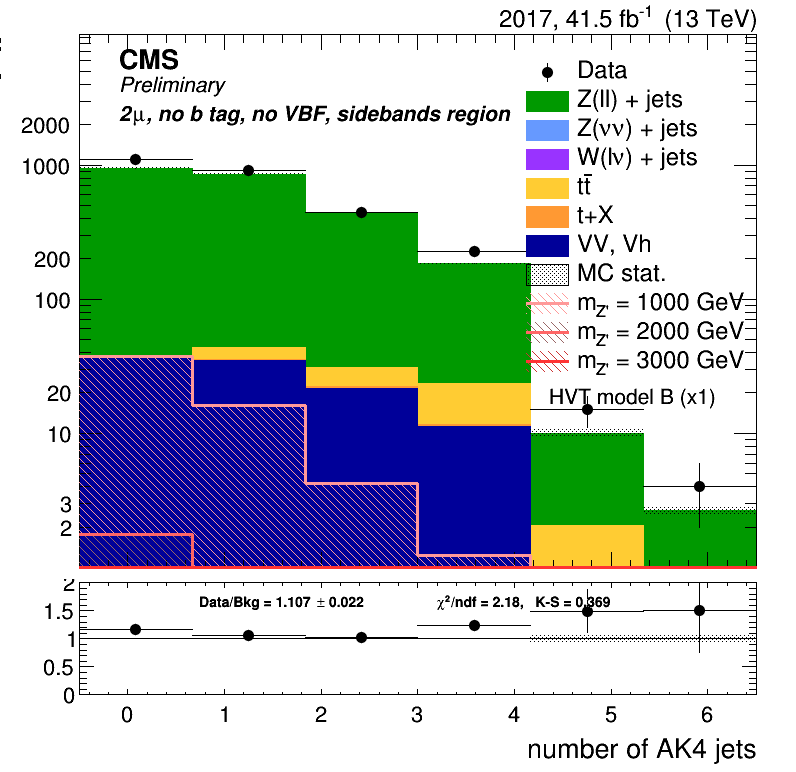 2017, 41.5 fb⁻¹ (13 TeV)
CMS
Preliminary
2μ, no b tag, no VBF, sidebands region
Data
Z(ll) + jets
Z(νν) + jets
W(lν) + jets
tt̄
t+X
VV, Vh
MC stat.
m_Z' = 1000 GeV
m_Z' = 2000 GeV
m_Z' = 3000 GeV
HVT model B (x1)
2000
1000
200
100
20
10
3
2
Data/Bkg = 1.107 ± 0.022
χ²/ndf = 2.18, K-S = 0.369
2
1.5
1
0.5
0
0 1 2 3 4 5 6
number of AK4 jets